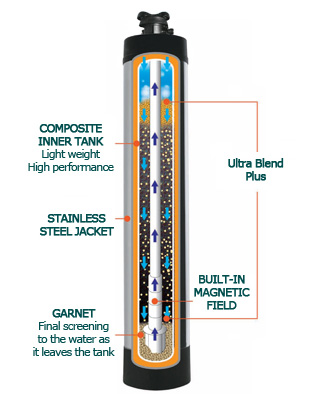 COMPOSITE
INNER TANK
Light weight
High performance
Ultra Blend
Plus
STAINLESS
STEEL JACKET
BUILT-IN
MAGNETIC
FIELD
GARNET
Final screening
to the water as
it leaves the tank